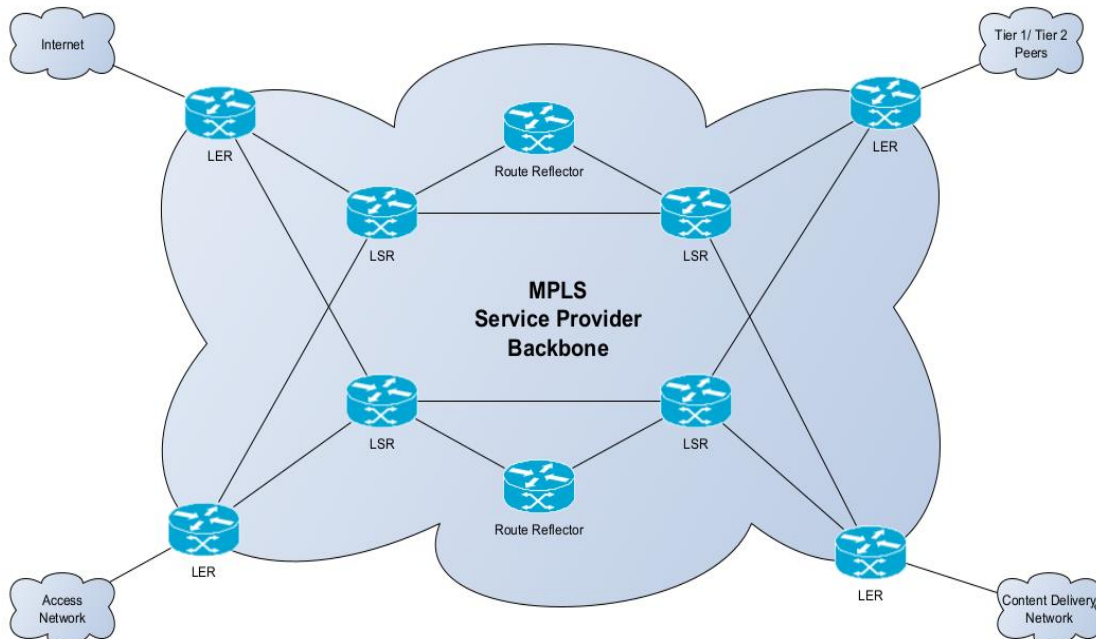 Internet
Tier 1/ Tier 2
Peers
LER
LER
Route Reflector
LSR
LSR
MPLS
Service Provider
Backbone
LSR
LSR
Route Reflector
LER
LER
Access
Network
Content Delivery
Network